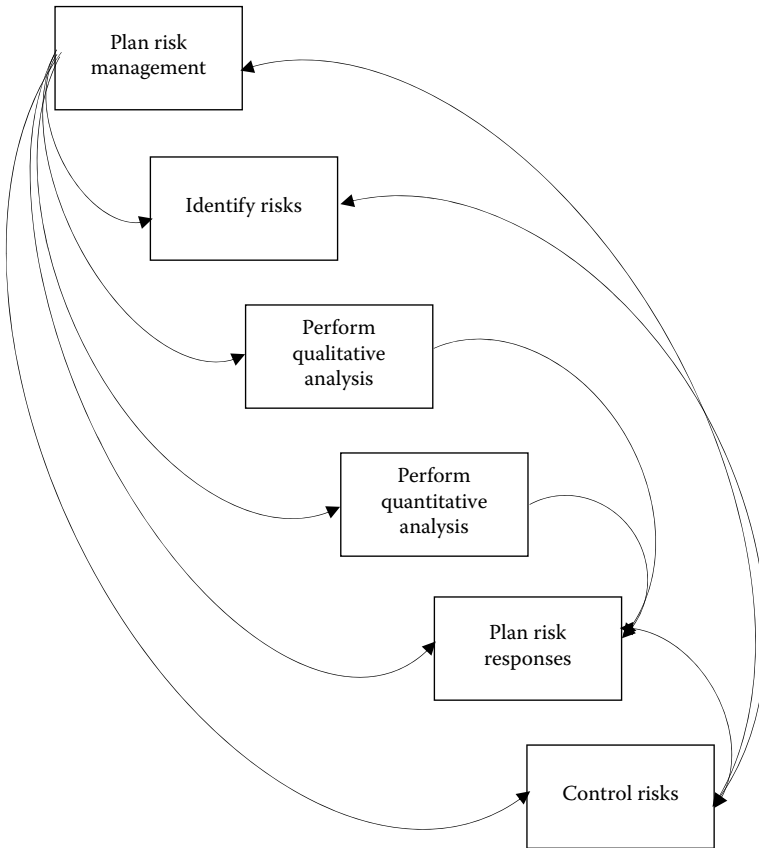 Plan risk
management
Identify risks
Perform
qualitative
analysis
Perform
quantitative
analysis
Plan risk
responses
Control risks